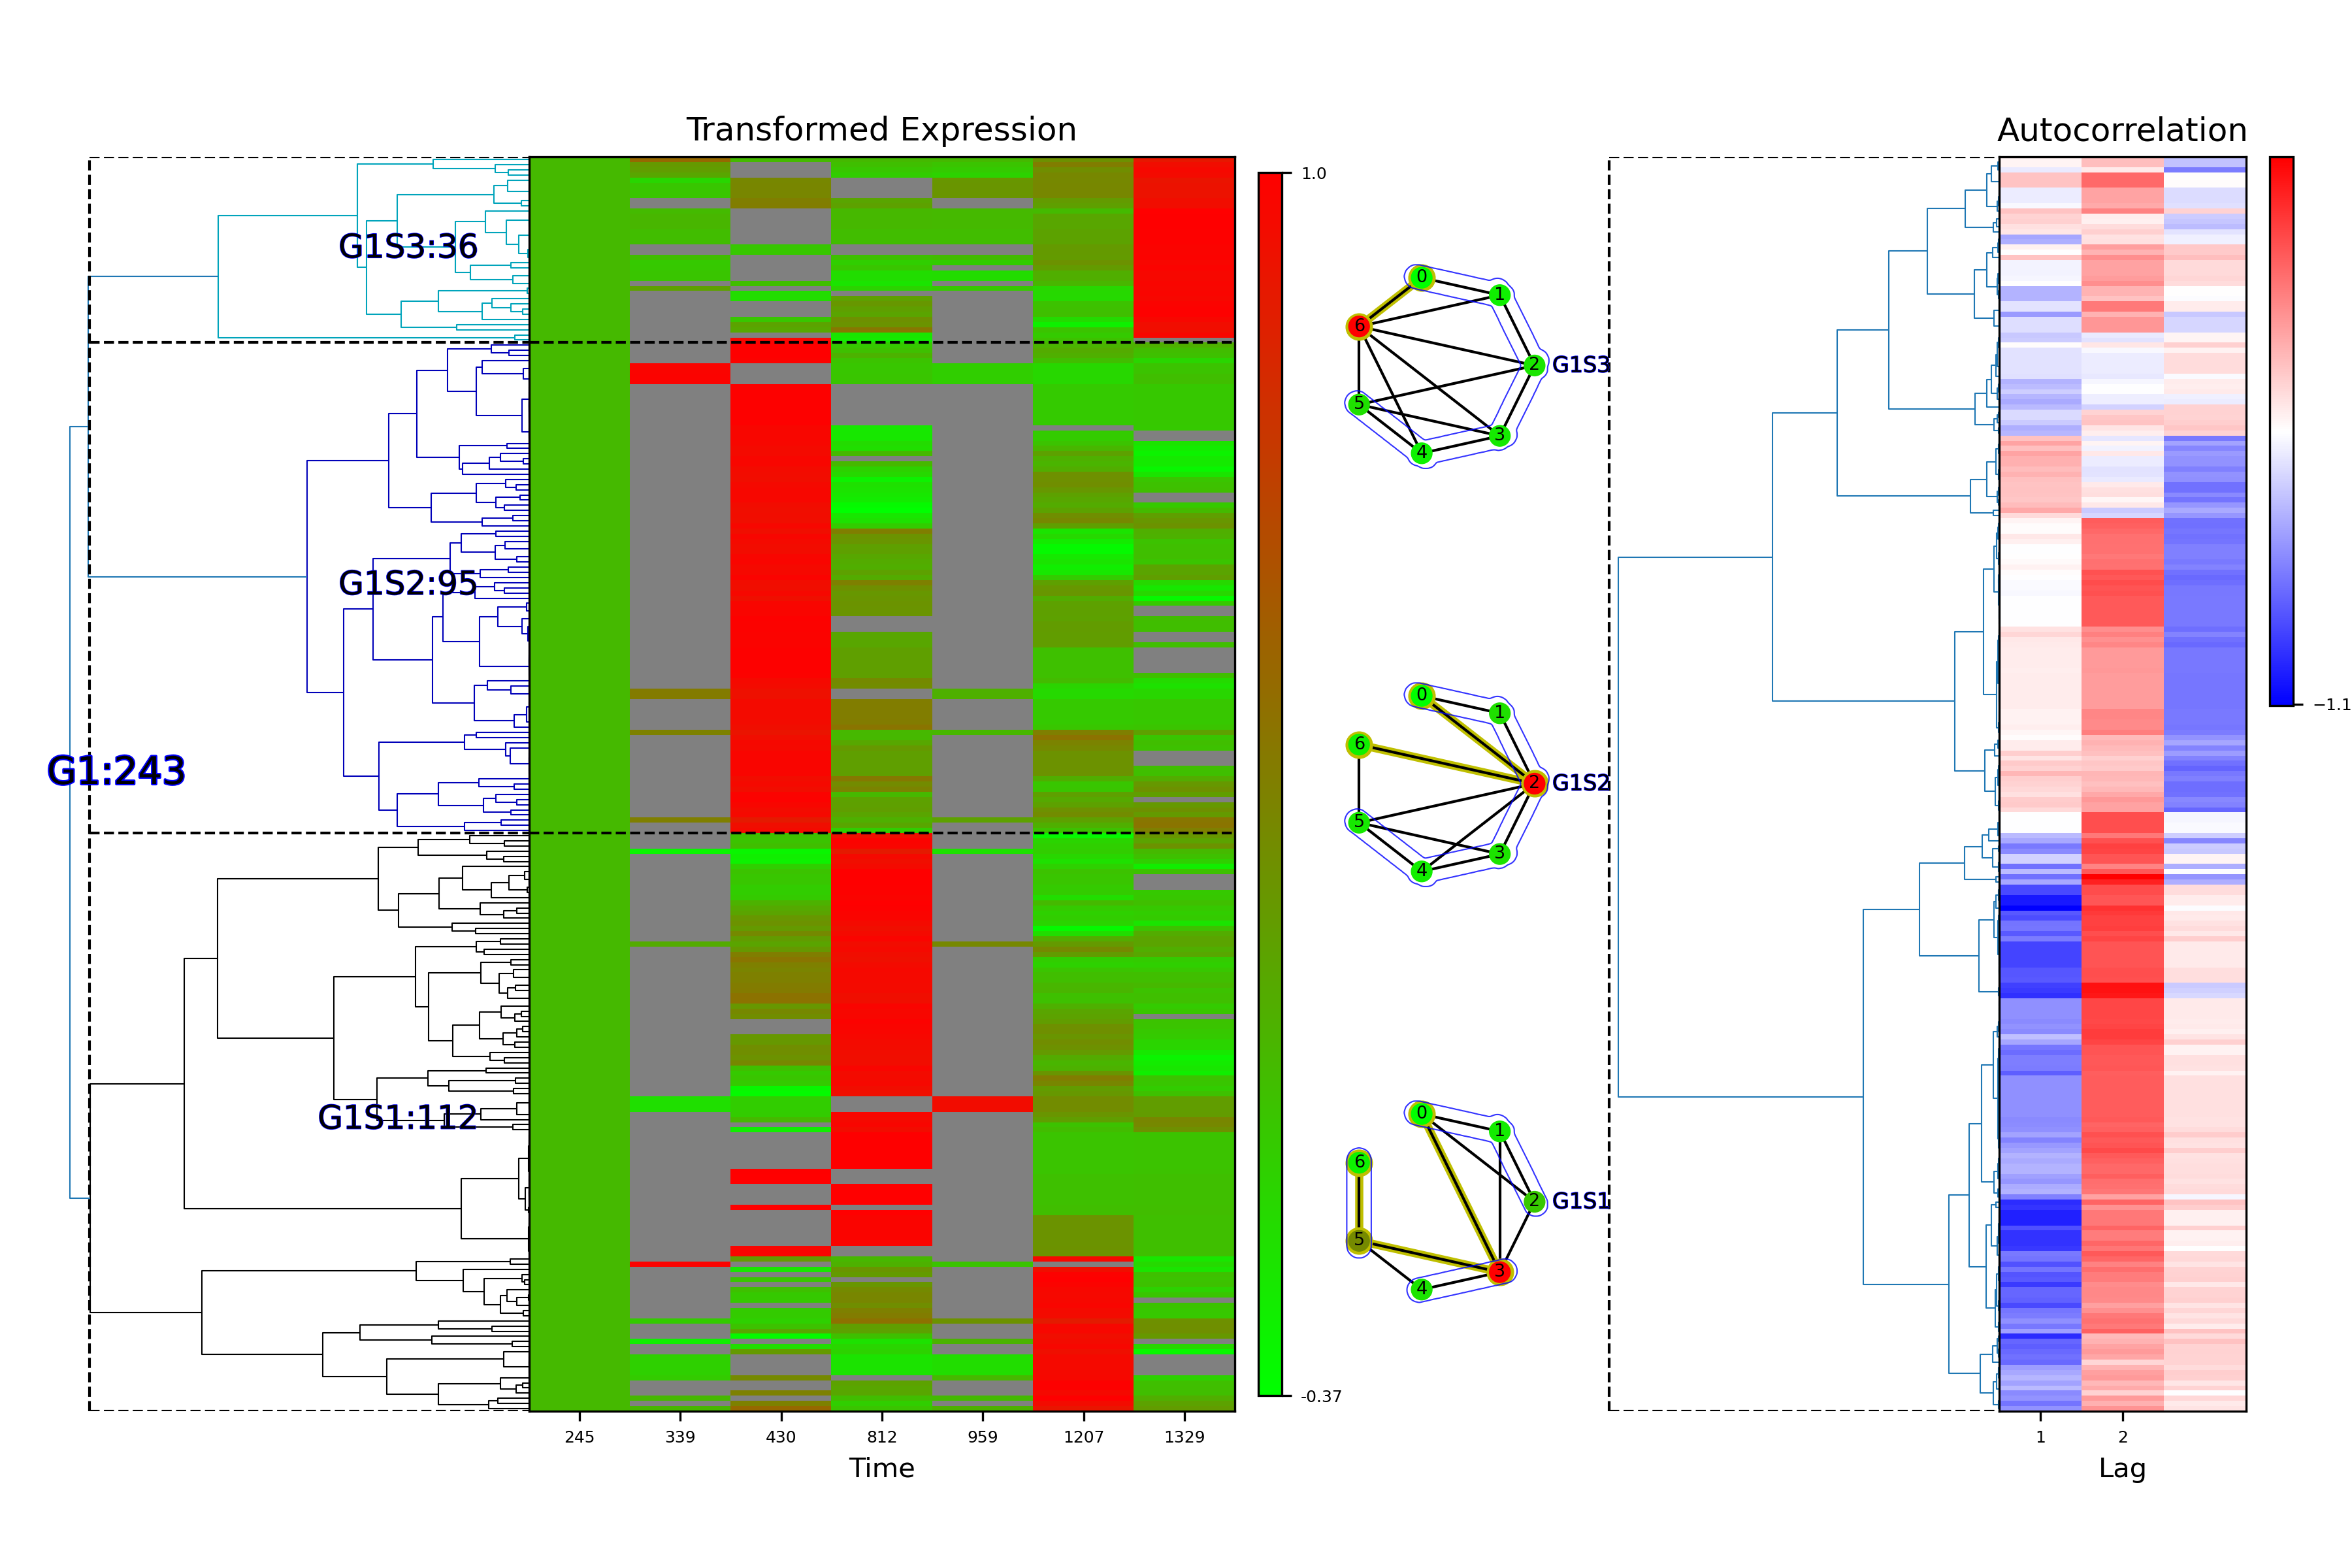 Transformed Expression
Autocorrelation
G1S3:36
G1S2:95
G1:243
G1S1:112
1.0
-0.37
0
1
2
3
4
5
6
G1S3
0
1
2
3
4
5
6
G1S2
0
1
2
3
4
5
6
G1S1
−1.1
245 339 430 812 959 1207 1329
Time
1 2
Lag